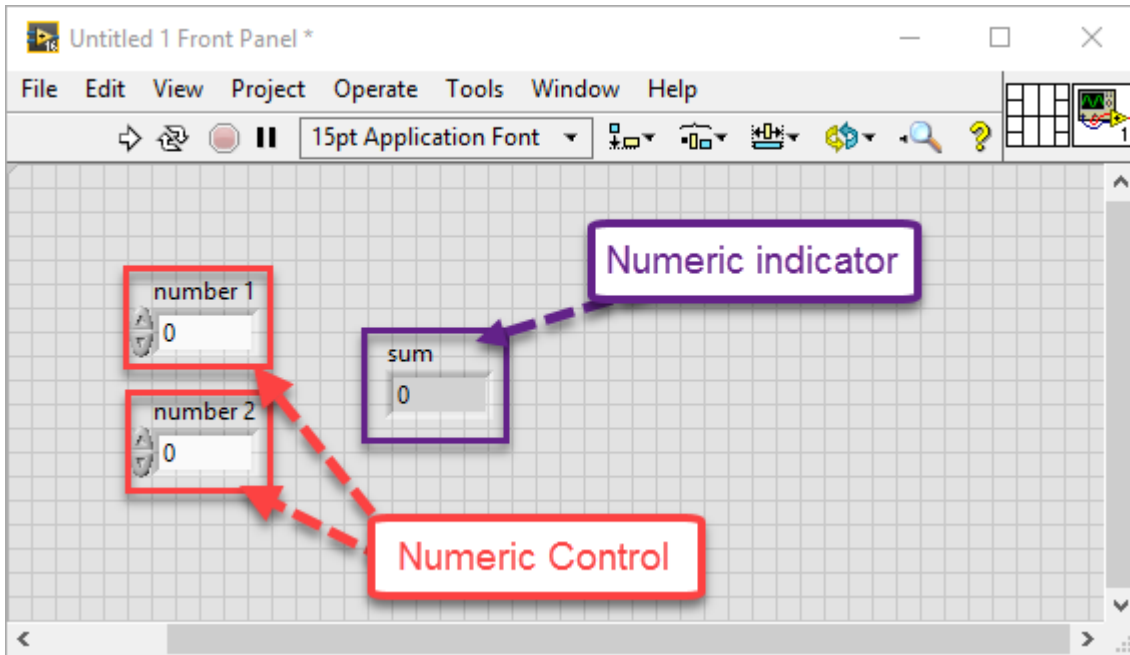 Untitled 1 Front Panel *
File Edit View Project Operate Tools Window Help
15pt Application Font
1
Numeric indicator
number 1
0
sum
0
number 2
0
Numeric Control